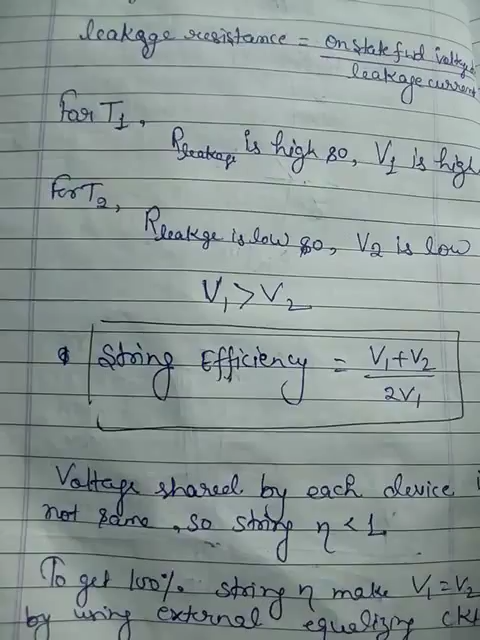 leakage resistance = on state fwd voltage
leakage current
For T1,
Rleakage is high so, V1 is high
For T2,
Rleakge is low so, V2 is low
V1 > V2
String Efficiency = V1+V2
2V1
Voltage shared by each device
not same, so string η < 1.
To get 100% string η make V1 = V2
by using external equalizing ckt